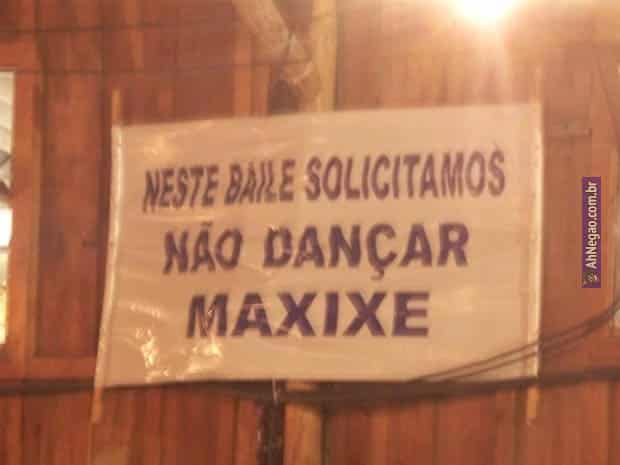 NESTE BAILE SOLICITAMOS
NÃO DANÇAR
MAXIXE
AhNegao.com.br